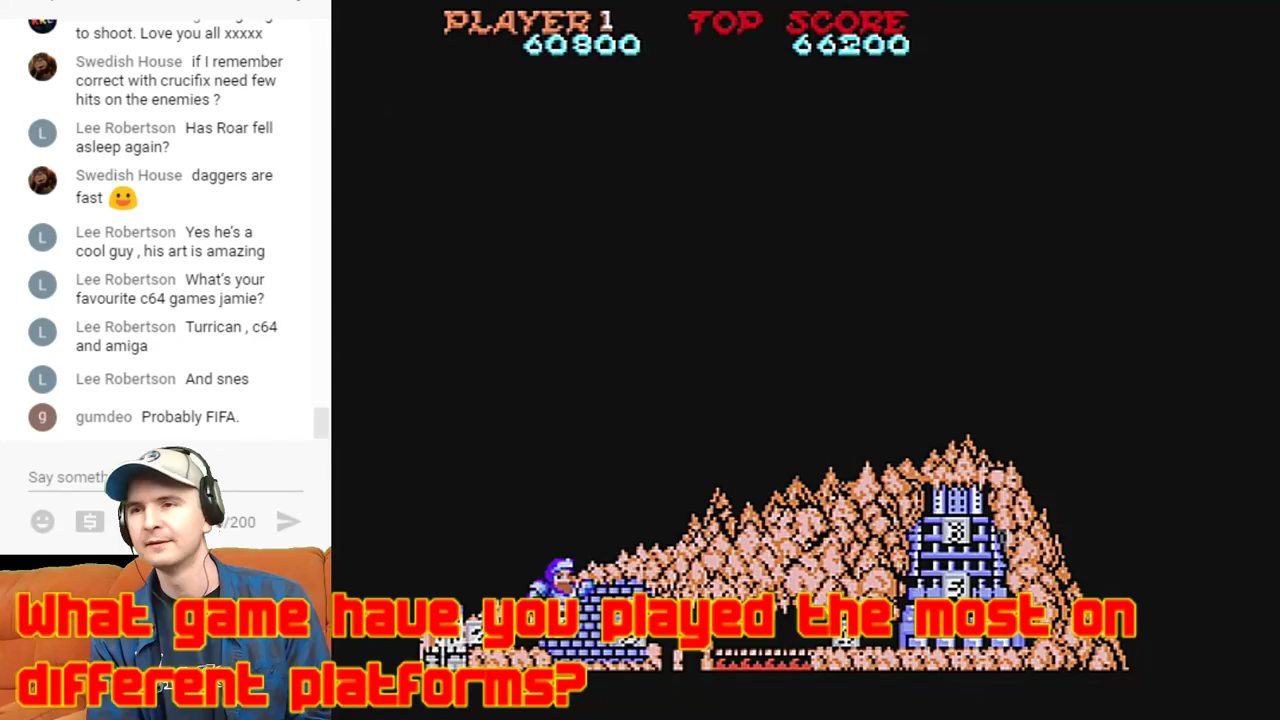 to shoot. Love you all xxxxx
Swedish House if I remember
correct with crucifix need few
hits on the enemies ?
Lee Robertson Has Roar fell
asleep again?
Swedish House daggers are
fast
Lee Robertson Yes he's a
cool guy , his art is amazing
Lee Robertson What's your
favourite c64 games jamie?
Lee Robertson Turrican , c64
and amiga
Lee Robertson And snes
gumdeo Probably FIFA.
Say someth
/200
PLAYER 1
60800
TOP SCORE
66200
5
What game have you played the most on
different platforms?